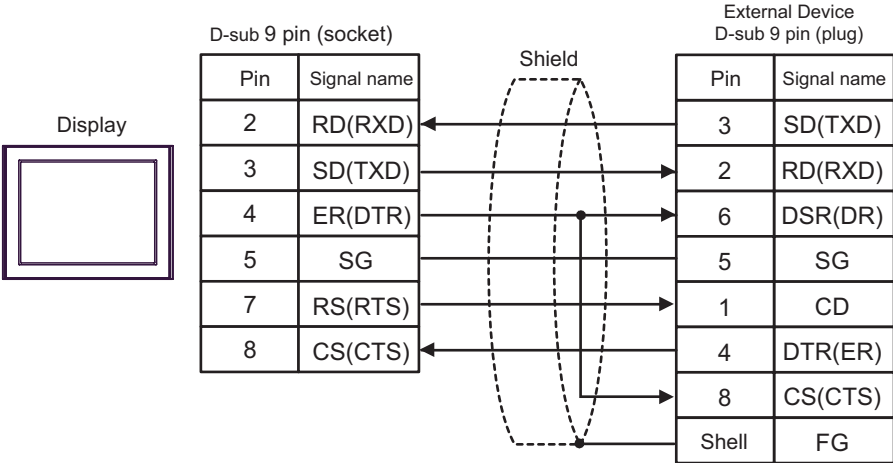 External Device
D-sub 9 pin (socket)
D-sub 9 pin (plug)
Shield
Pin Signal name
Pin Signal name
Display
2 RD(RXD)
3 SD(TXD)
3 SD(TXD)
2 RD(RXD)
4 ER(DTR)
6 DSR(DR)
5 SG
5 SG
7 RS(RTS)
1 CD
8 CS(CTS)
4 DTR(ER)
8 CS(CTS)
Shell FG